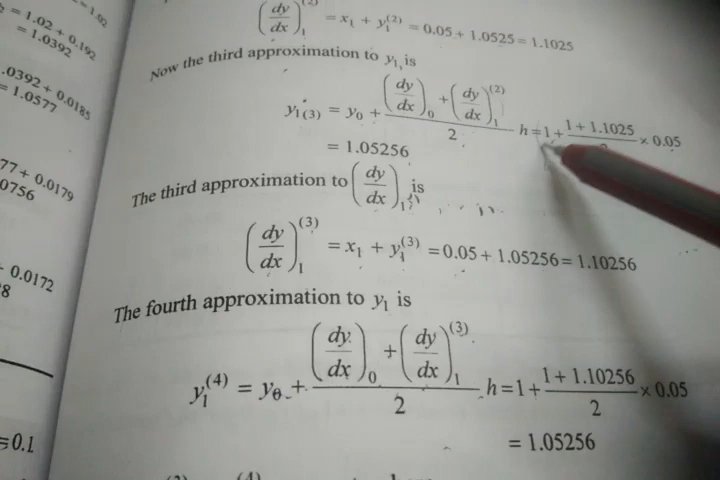 = 1.02 + 0.192
= 1.0392
.0392 + 0.0185
= 1.0577
77 + 0.0179
0756
0.0172
8
=0.1
(dy/dx)₁⁽²⁾ = x₁ + y₁⁽²⁾ = 0.05 + 1.0525 = 1.1025
Now the third approximation to y₁ is
y₁₍₃₎ = y₀ + ((dy/dx)₀ + (dy/dx)₁⁽²⁾)/2 h = 1 + (1 + 1.1025)/2 × 0.05
= 1.05256
The third approximation to (dy/dx)₁ is
(dy/dx)₁⁽³⁾ = x₁ + y₁⁽³⁾ = 0.05 + 1.05256 = 1.10256
The fourth approximation to y₁ is
y₁⁽⁴⁾ = y₀ + ((dy/dx)₀ + (dy/dx)₁⁽³⁾)/2 h = 1 + (1 + 1.10256)/2 × 0.05
= 1.05256